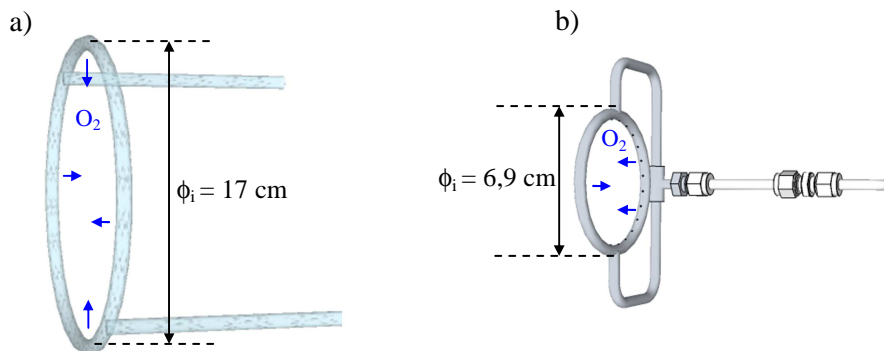 a)
O₂
ϕᵢ = 17 cm
b)
O₂
ϕᵢ = 6,9 cm